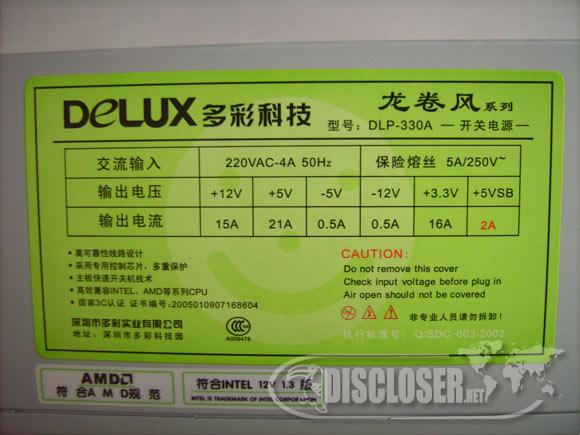 DeLUX 多彩科技 龙卷风 系列
型号: DLP-330A — 开关电源 —
交流输入 220VAC-4A 50Hz 保险熔丝 5A/250V~
输出电压 +12V +5V -5V -12V +3.3V +5VSB
输出电流 15A 21A 0.5A 0.5A 16A 2A
• 高可靠性线路设计
• 采用专用控制芯片，多重保护
• 主板快速开关机技术
• 高效兼容INTEL、AMD等系列CPU
• 国家3C认证 证书编号:2005010907168604
CAUTION:
Do not remove this cover
Check input voltage before plug in
Air open should not be covered
非专业人员请勿拆卸
深圳市多彩实业有限公司
地址: 深圳市多彩科技园
CCC
A009476
执行标准号: Q/SDC 003-2002
AMD
符合AMD规范
符合INTEL 12V 1.3 版
INTEL IS TRADEMARK OF INTEL CORPORATION
DISCLOSER.net